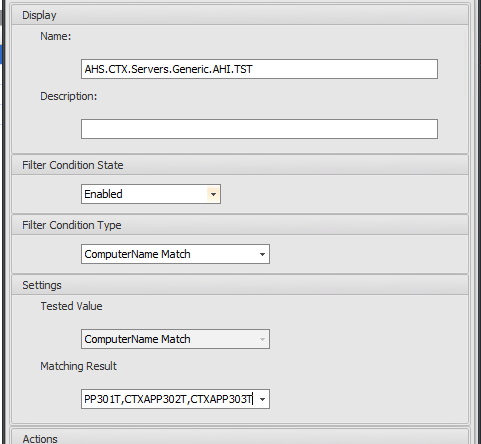 Display
Name:
AHS.CTX.Servers.Generic.AHI.TST
Description:
Filter Condition State
Enabled
Filter Condition Type
ComputerName Match
Settings
Tested Value
ComputerName Match
Matching Result
PP301T,CTXAPP302T,CTXAPP303T
Actions